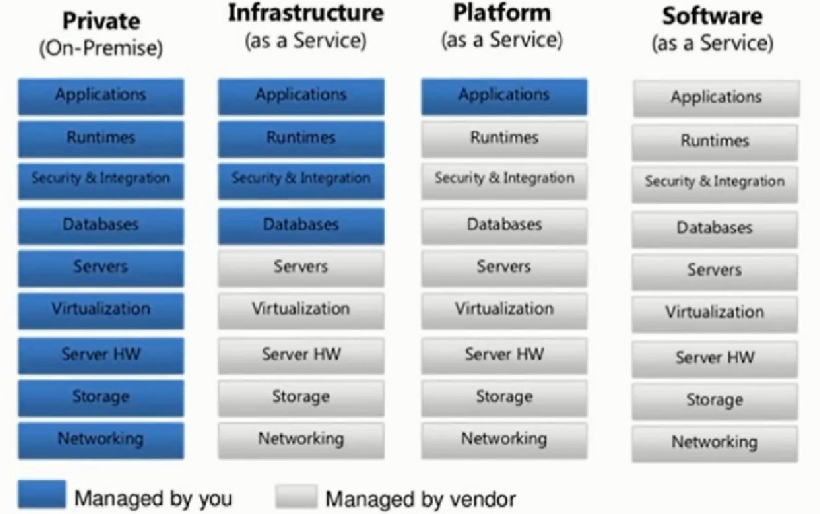 Private
(On-Premise)
Applications
Runtimes
Security & Integration
Databases
Servers
Virtualization
Server HW
Storage
Networking
Infrastructure
(as a Service)
Applications
Runtimes
Security & Integration
Databases
Servers
Virtualization
Server HW
Storage
Networking
Platform
(as a Service)
Applications
Runtimes
Security & Integration
Databases
Servers
Virtualization
Server HW
Storage
Networking
Software
(as a Service)
Applications
Runtimes
Security & Integration
Databases
Servers
Virtualization
Server HW
Storage
Networking
Managed by you
Managed by vendor